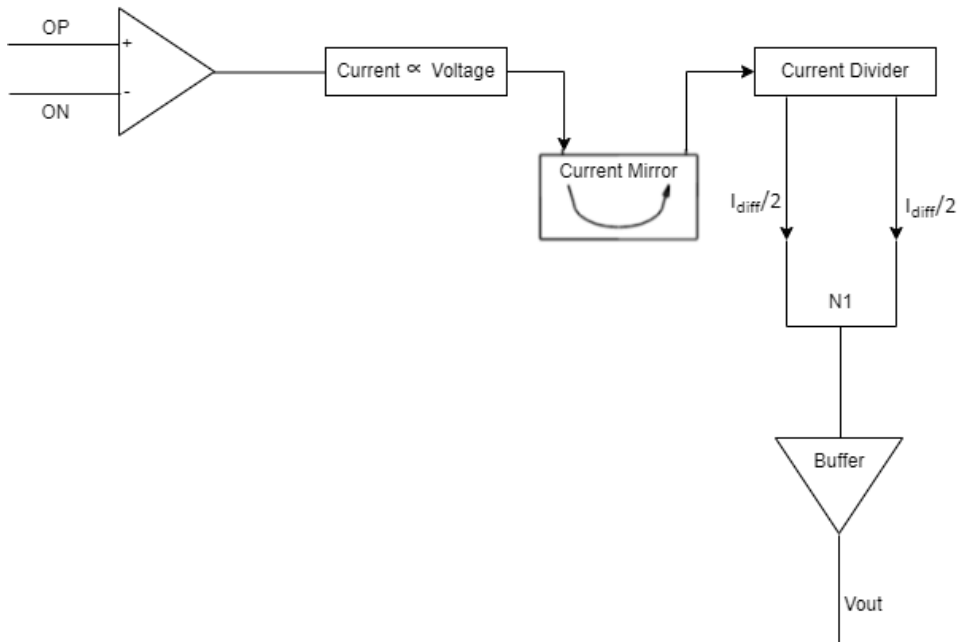 OP
+
Current ∝ Voltage
Current Divider
-
ON
Current Mirror
I_diff/2
I_diff/2
N1
Buffer
Vout